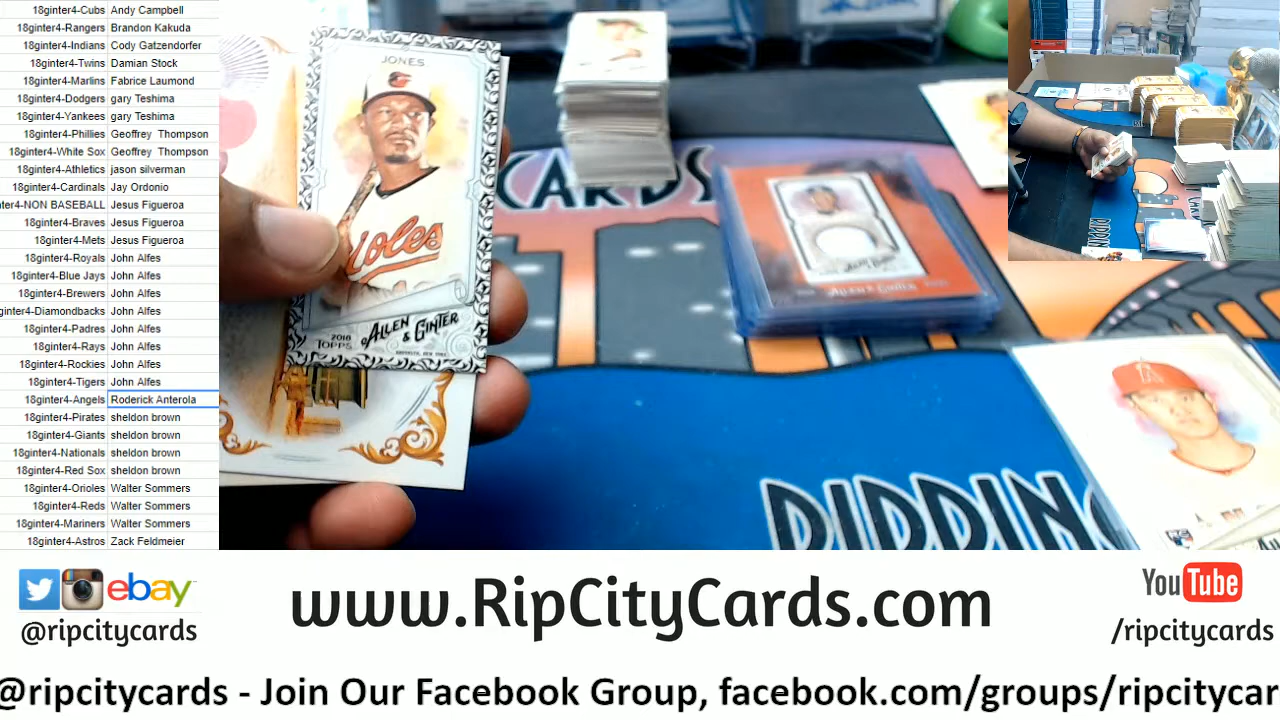 18ginter4-Cubs Andy Campbell
18ginter4-Rangers Brandon Kakuda
18ginter4-Indians Cody Gatzendorfer
18ginter4-Twins Damian Stock
18ginter4-Marlins Fabrice Laumond
18ginter4-Dodgers gary Teshima
18ginter4-Yankees gary Teshima
18ginter4-Phillies Geoffrey Thompson
18ginter4-White Sox Geoffrey Thompson
18ginter4-Athletics jason silverman
18ginter4-Cardinals Jay Ordonio
nter4-NON BASEBALL Jesus Figueroa
18ginter4-Braves Jesus Figueroa
18ginter4-Mets Jesus Figueroa
18ginter4-Royals John Alfes
18ginter4-Blue Jays John Alfes
18ginter4-Brewers John Alfes
ginter4-Diamondbacks John Alfes
18ginter4-Padres John Alfes
18ginter4-Rays John Alfes
18ginter4-Rockies John Alfes
18ginter4-Tigers John Alfes
18ginter4-Angels Roderick Anterola
18ginter4-Pirates sheldon brown
18ginter4-Giants sheldon brown
18ginter4-Nationals sheldon brown
18ginter4-Red Sox sheldon brown
18ginter4-Orioles Walter Sommers
18ginter4-Reds Walter Sommers
18ginter4-Mariners Walter Sommers
18ginter4-Astros Zack Feldmeier
JONES
ioles
2018
TOPPS
ALLEN
& GINTER
CARDS
ALLEN & GINTER
RIPPING
A
ebay
@ripcitycards
www.RipCityCards.com
YouTube
/ripcitycards
@ripcitycards - Join Our Facebook Group, facebook.com/groups/ripcitycar